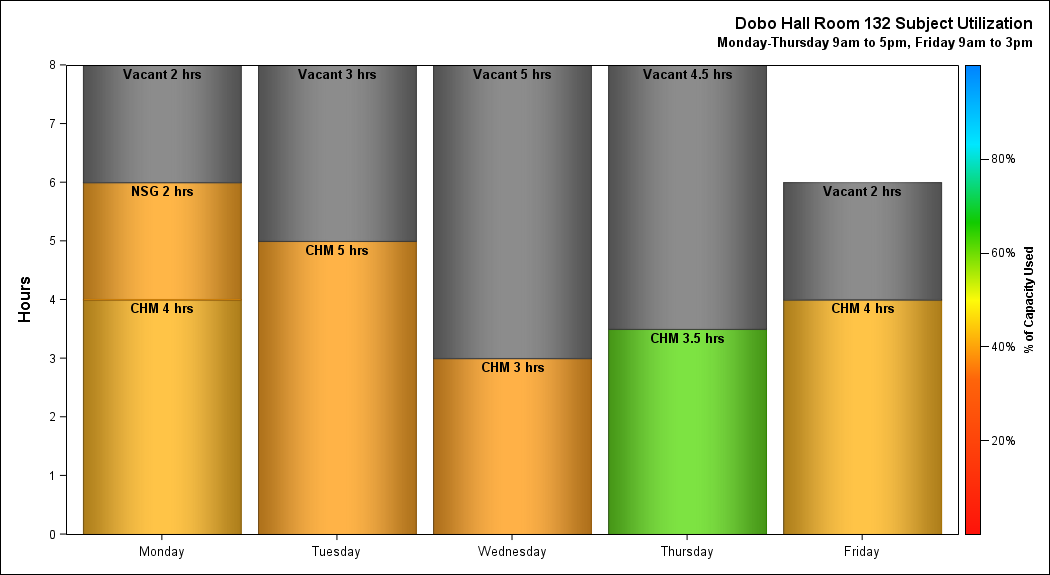 Dobo Hall Room 132 Subject Utilization
Monday-Thursday 9am to 5pm, Friday 9am to 3pm
8
7
6
5
4
3
2
1
0
Hours
Vacant 2 hrs
NSG 2 hrs
CHM 4 hrs
Vacant 3 hrs
CHM 5 hrs
Vacant 5 hrs
CHM 3 hrs
Vacant 4.5 hrs
CHM 3.5 hrs
Vacant 2 hrs
CHM 4 hrs
Monday
Tuesday
Wednesday
Thursday
Friday
80%
60%
40%
20%
% of Capacity Used